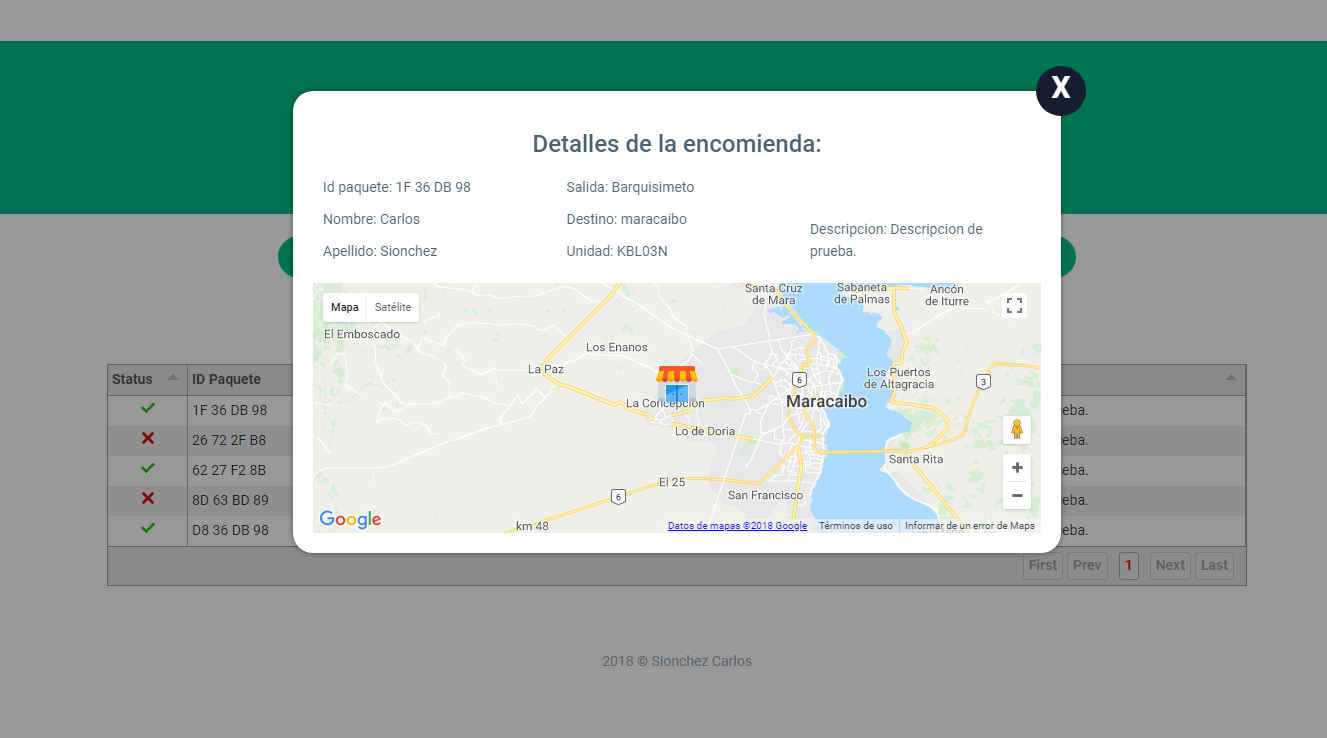 X
Detalles de la encomienda:
Id paquete: 1F 36 DB 98
Nombre: Carlos
Apellido: Sionchez
Salida: Barquisimeto
Destino: maracaibo
Unidad: KBL03N
Descripcion: Descripcion de
prueba.
Mapa Satélite
El Emboscado
Santa Cruz
de Mara
Sabaneta
de Palmas
Ancón
de Iturre
Los Enanos
La Paz
6
Los Puertos
de Altagracia
3
La Concepción
Maracaibo
Lo de Doria
Santa Rita
El 25
6
San Francisco
km 48
+
−
Google
Datos de mapas ©2018 Google Términos de uso Informar de un error de Maps
Status ID Paquete
1F 36 DB 98 eba.
26 72 2F B8 eba.
62 27 F2 8B eba.
8D 63 BD 89 eba.
D8 36 DB 98 eba.
First Prev 1 Next Last
2018 © Sionchez Carlos